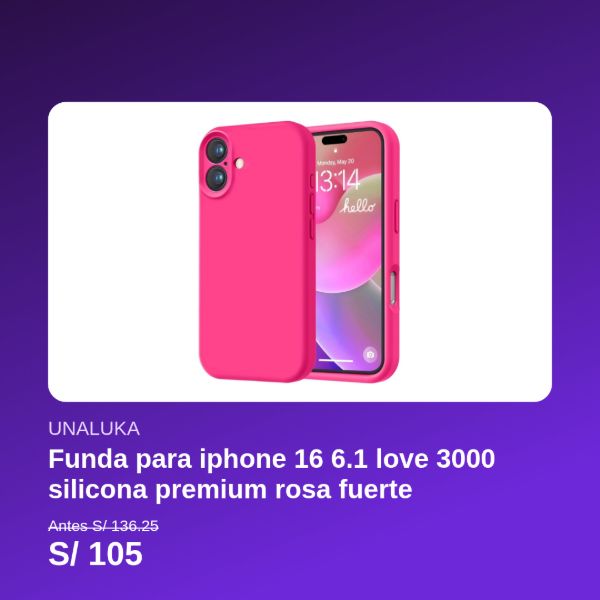 Monday, May 20
13:14
hello
UNALUKA
Funda para iphone 16 6.1 love 3000
silicona premium rosa fuerte
Antes S/ 136.25
S/ 105